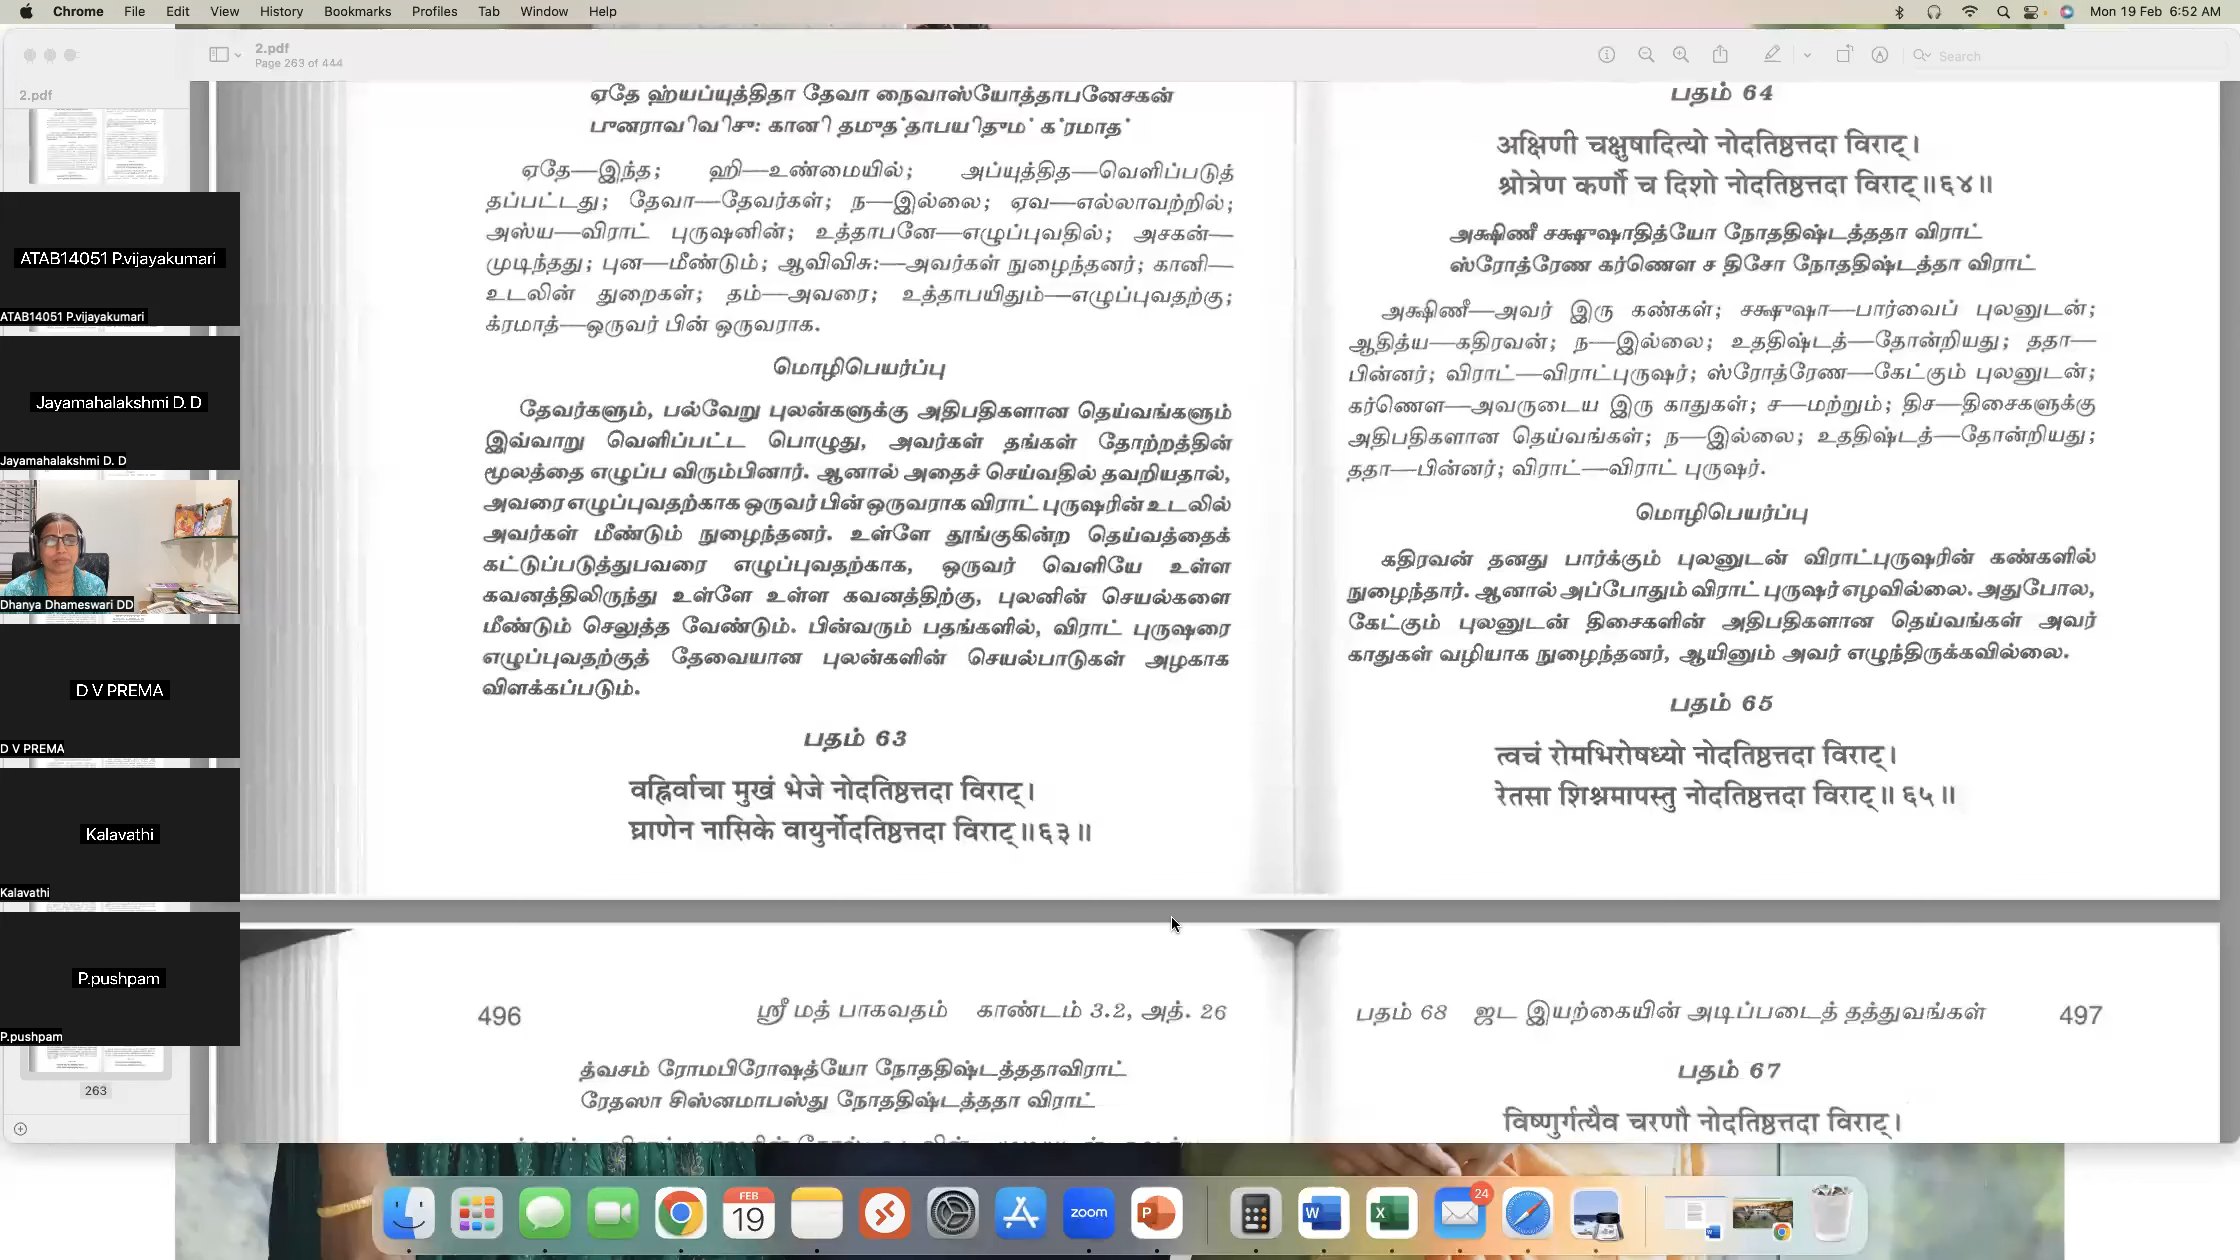 Chrome File Edit View History Bookmarks Profiles Tab Window Help
Mon 19 Feb 6:52 AM
2.pdf
Page 263 of 444
Search
2.pdf
ATAB14051 P.vijayakumari
ATAB14051 P.vijayakumari
Jayamahalakshmi D. D
Jayamahalakshmi D. D
Dhanya Dhameswari DD
D V PREMA
D V PREMA
Kalavathi
Kalavathi
P.pushpam
P.pushpam
263
ஏதே ஹ்யப்யுத்திதா தேவா நைவாஸ்யோத்தாபனேசகன்
புனராவிவிசு: கானி தமுத்தாபயிதும் க்ரமாத்
ஏதே—இந்த; ஹி—உண்மையில்; அப்யுத்தித—வெளிப்படுத்
தப்பட்டது; தேவா—தேவர்கள்; ந—இல்லை; ஏவ—எல்லாவற்றில்;
அஸ்ய—விராட் புருஷனின்; உத்தாபனே—எழுப்புவதில்; அசகன்—
முடிந்தது; புன—மீண்டும்; ஆவிவிசு:—அவர்கள் நுழைந்தனர்; கானி—
உடலின் துறைகள்; தம்—அவரை; உத்தாபயிதும்—எழுப்புவதற்கு;
க்ரமாத்—ஒருவர் பின் ஒருவராக.
மொழிபெயர்ப்பு
தேவர்களும், பல்வேறு புலன்களுக்கு அதிபதிகளான தெய்வங்களும்
இவ்வாறு வெளிப்பட்ட பொழுது, அவர்கள் தங்கள் தோற்றத்தின்
மூலத்தை எழுப்ப விரும்பினார். ஆனால் அதைச் செய்வதில் தவறியதால்,
அவரை எழுப்புவதற்காக ஒருவர் பின் ஒருவராக விராட் புருஷரின் உடலில்
அவர்கள் மீண்டும் நுழைந்தனர். உள்ளே தூங்குகின்ற தெய்வத்தைக்
கட்டுப்படுத்துபவரை எழுப்புவதற்காக, ஒருவர் வெளியே உள்ள
கவனத்திலிருந்து உள்ளே உள்ள கவனத்திற்கு, புலனின் செயல்களை
மீண்டும் செலுத்த வேண்டும். பின்வரும் பதங்களில், விராட் புருஷரை
எழுப்புவதற்குத் தேவையான புலன்களின் செயல்பாடுகள் அழகாக
விளக்கப்படும்.
பதம் 63
वह्निर्वाचा मुखं भेजे नोदतिष्ठत्तदा विराट्।
घ्राणेन नासिके वायुर्नोदतिष्ठत्तदा विराट्॥६३॥
பதம் 64
अक्षिणी चक्षुषादित्यो नोदतिष्ठत्तदा विराट्।
श्रोत्रेण कर्णौ च दिशो नोदतिष्ठत्तदा विराट्॥६४॥
அக்ஷிணீ சக்ஷுஷாதித்யோ நோததிஷ்டத்ததா விராட்
ஸ்ரோத்ரேண கர்ணௌ ச திசோ நோததிஷ்டத்தா விராட்
அக்ஷிணீ—அவர் இரு கண்கள்; சக்ஷுஷா—பார்வைப் புலனுடன்;
ஆதித்ய—கதிரவன்; ந—இல்லை; உததிஷ்டத்—தோன்றியது; ததா—
பின்னர்; விராட்—விராட்புருஷர்; ஸ்ரோத்ரேண—கேட்கும் புலனுடன்;
கர்ணௌ—அவருடைய இரு காதுகள்; ச—மற்றும்; திச—திசைகளுக்கு
அதிபதிகளான தெய்வங்கள்; ந—இல்லை; உததிஷ்டத்—தோன்றியது;
ததா—பின்னர்; விராட்—விராட் புருஷர்.
மொழிபெயர்ப்பு
கதிரவன் தனது பார்க்கும் புலனுடன் விராட்புருஷரின் கண்களில்
நுழைந்தார். ஆனால் அப்போதும் விராட் புருஷர் எழவில்லை. அதுபோல,
கேட்கும் புலனுடன் திசைகளின் அதிபதிகளான தெய்வங்கள் அவர்
காதுகள் வழியாக நுழைந்தனர், ஆயினும் அவர் எழுந்திருக்கவில்லை.
பதம் 65
त्वचं रोमभिरोषध्यो नोदतिष्ठत्तदा विराट्।
रेतसा शिश्नमापस्तु नोदतिष्ठत्तदा विराट्॥६५॥
496 ஸ்ரீமத் பாகவதம் காண்டம் 3.2, அத். 26
த்வசம் ரோமபிரோஷத்யோ நோததிஷ்டத்ததாவிராட்
ரேதஸா சிஸ்னமாபஸ்து நோததிஷ்டத்ததா விராட்
பதம் 68 ஜட இயற்கையின் அடிப்படைத் தத்துவங்கள் 497
பதம் 67
विष्णुर्गत्यैव चरणौ नोदतिष्ठत्तदा विराट्।
FEB
19
zoom
P
W
X
24